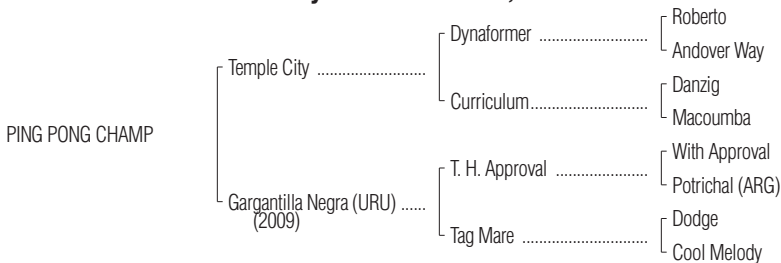 Roberto
Dynaformer
Andover Way
Temple City
Danzig
Curriculum
Macoumba
PING PONG CHAMP
With Approval
T. H. Approval
Potrichal (ARG)
Gargantilla Negra (URU)
(2009)
Dodge
Tag Mare
Cool Melody